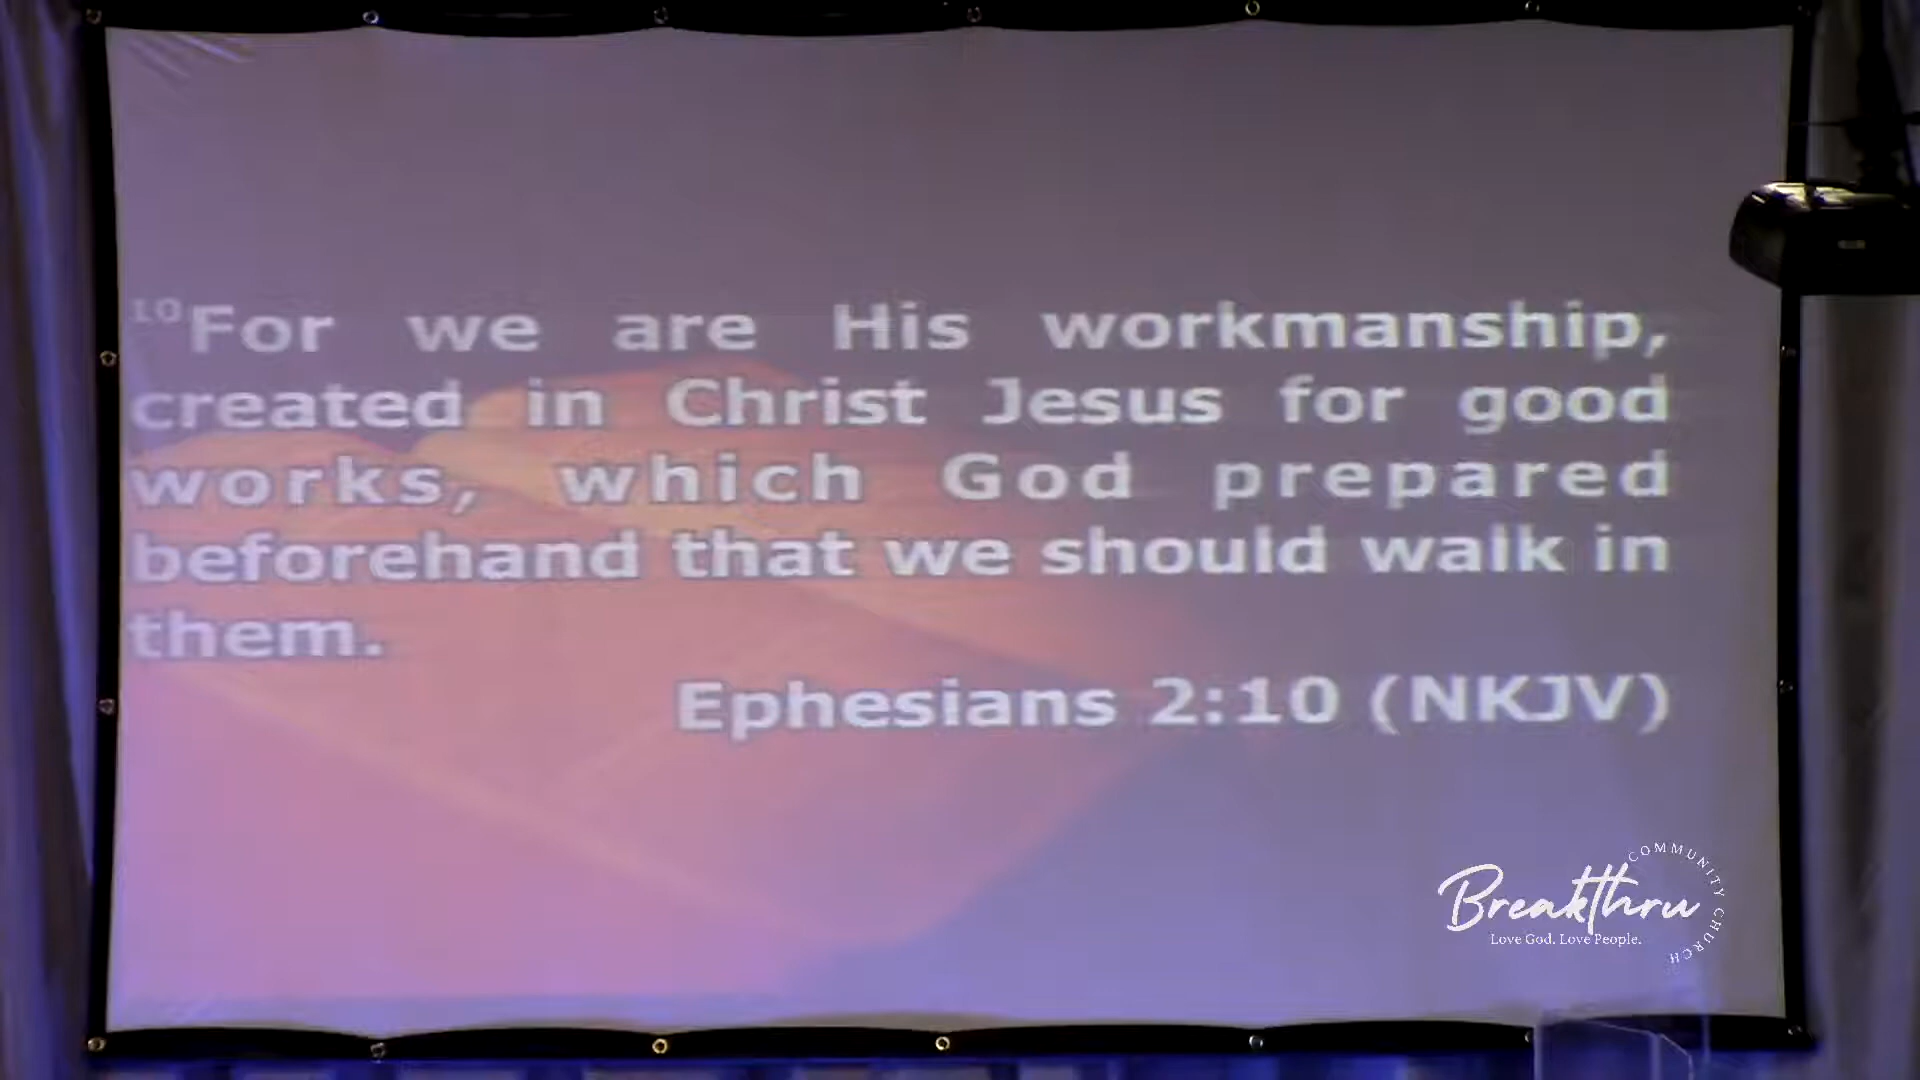 10For we are His workmanship,
created in Christ Jesus for good
works, which God prepared
beforehand that we should walk in
them.
Ephesians 2:10 (NKJV)
Breakthru
COMMUNITY CHURCH
Love God. Love People.